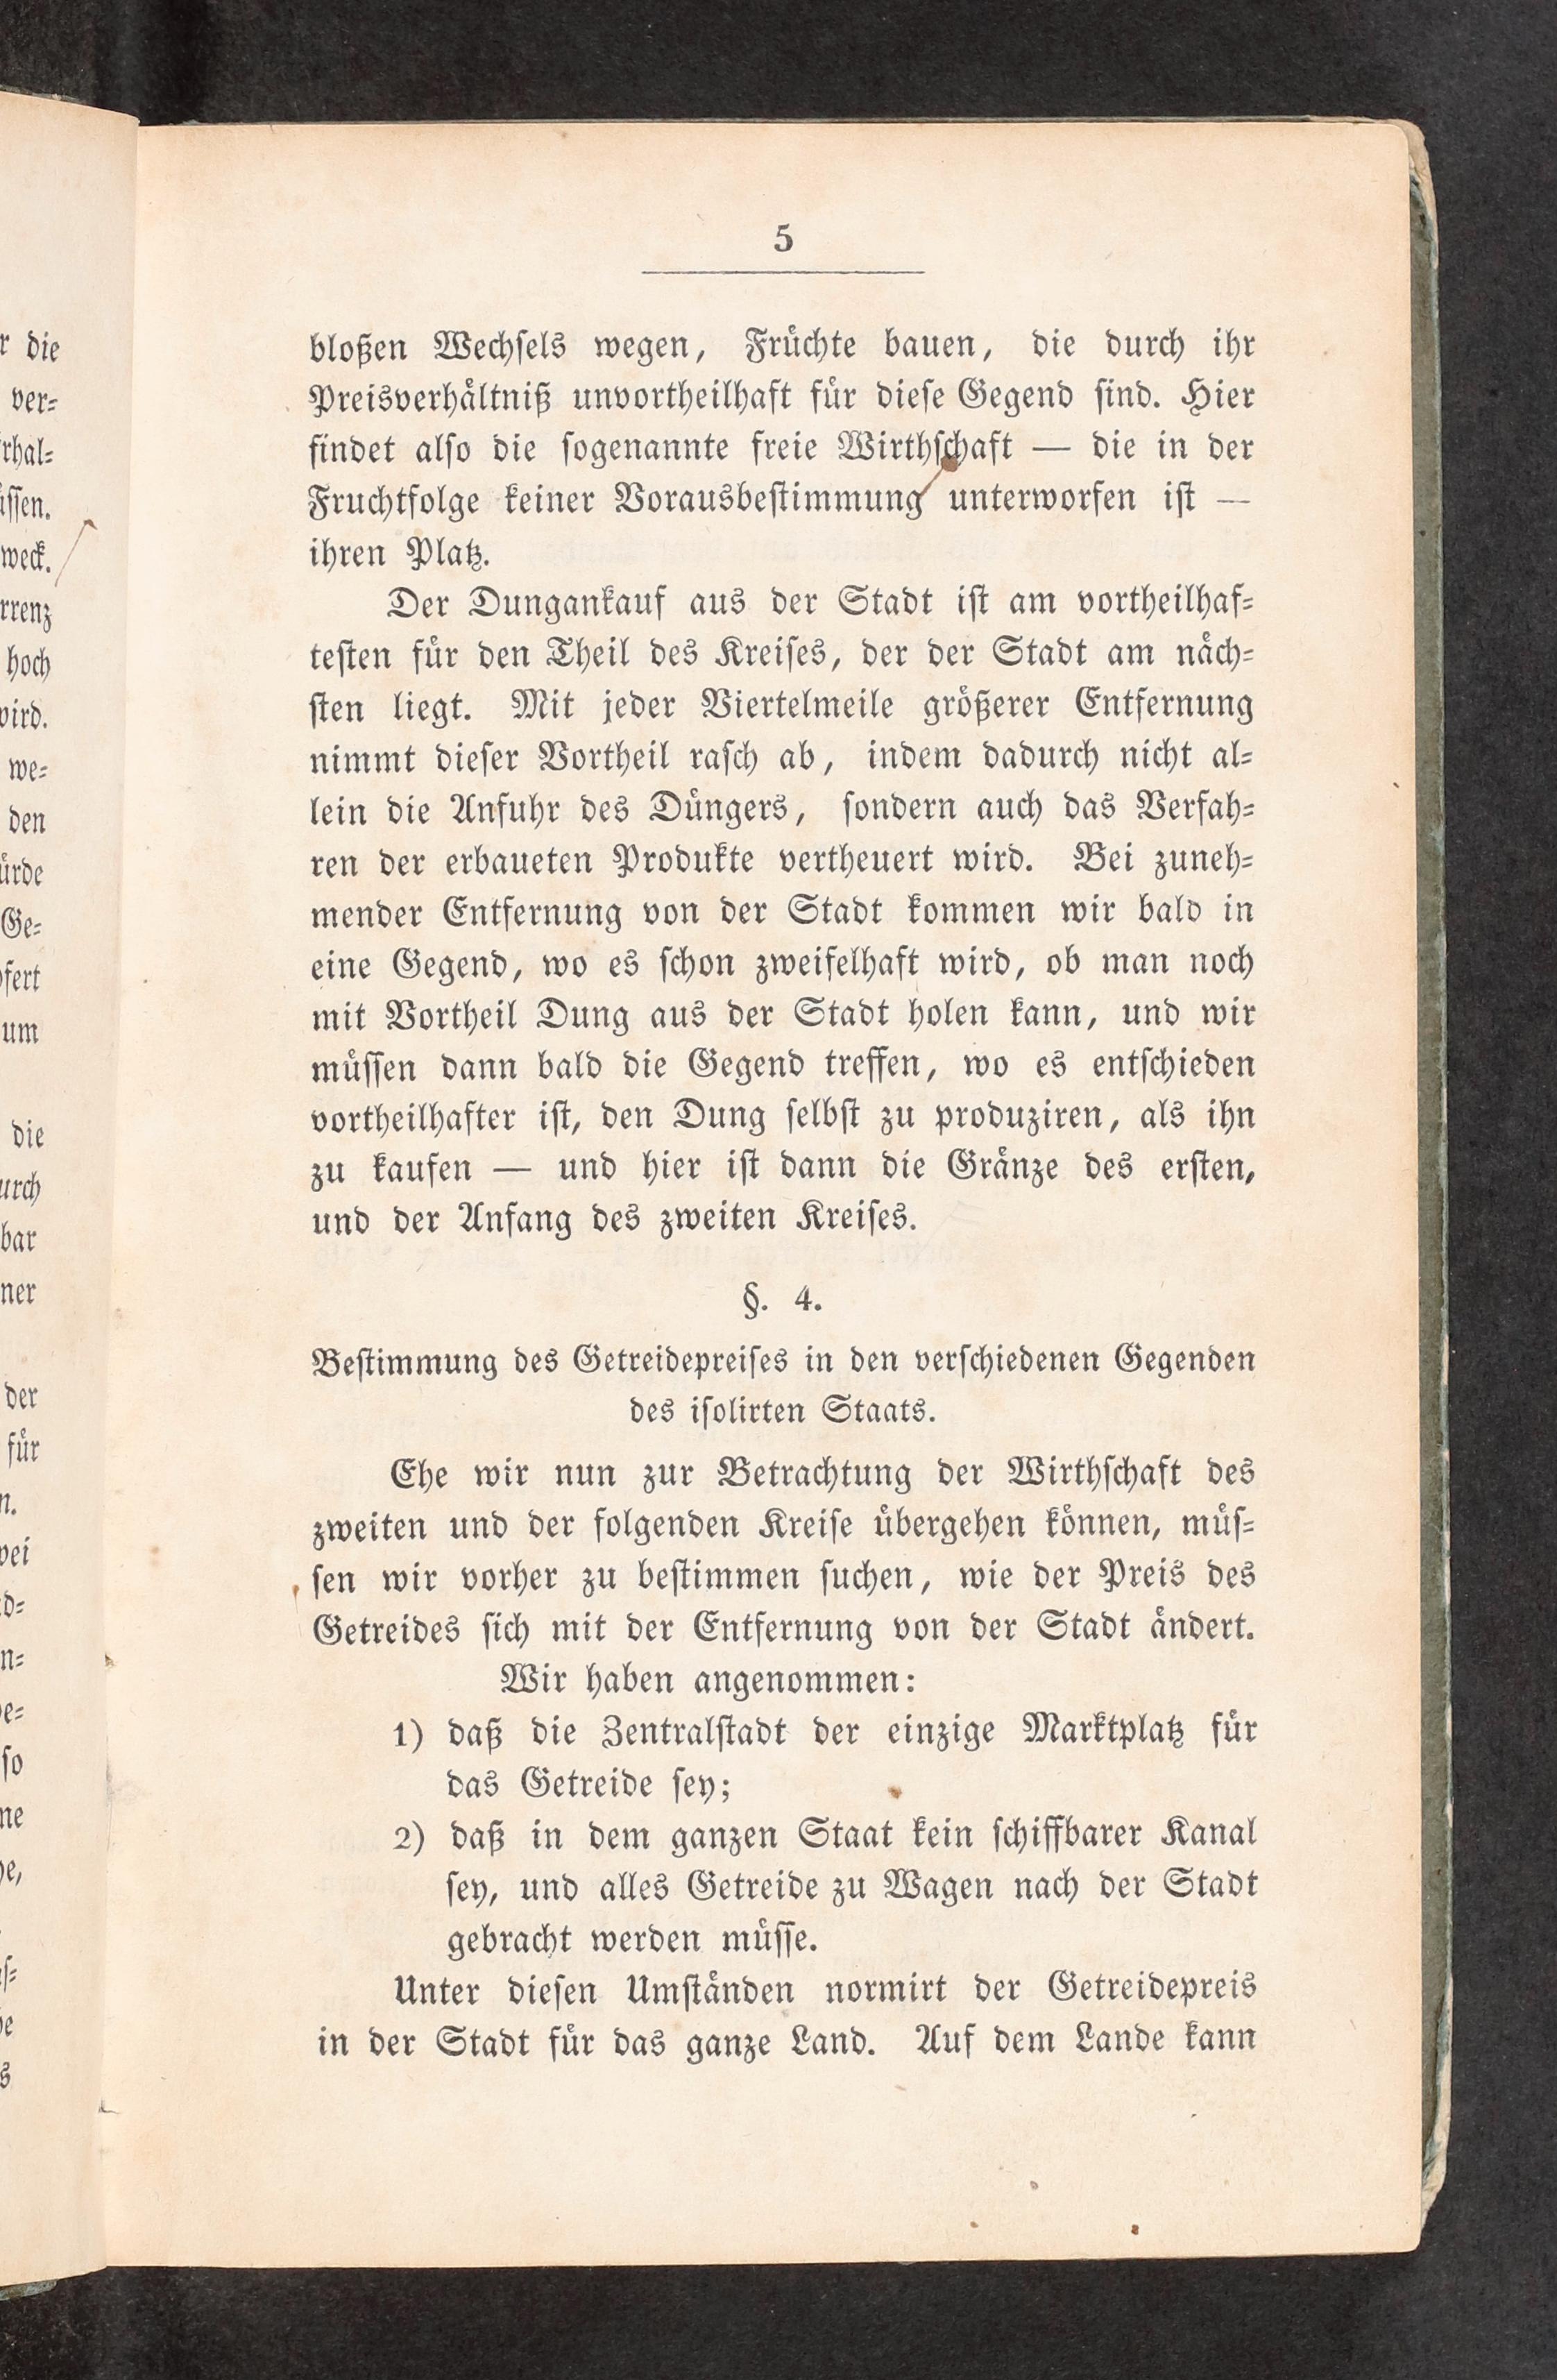 5
bloßen Wechsels wegen, Früchte bauen, die durch ihr
Preisverhältniß unvortheilhaft für diese Gegend sind. Hier
findet also die sogenannte freie Wirthschaft — die in der
Fruchtfolge keiner Vorausbestimmung unterworfen ist —
ihren Platz.
Der Dungankauf aus der Stadt ist am vortheilhaf-
testen für den Theil des Kreises, der der Stadt am näch-
sten liegt. Mit jeder Viertelmeile größerer Entfernung
nimmt dieser Vortheil rasch ab, indem dadurch nicht al-
lein die Anfuhr des Düngers, sondern auch das Verfah-
ren der erbaueten Produkte vertheuert wird. Bei zuneh-
mender Entfernung von der Stadt kommen wir bald in
eine Gegend, wo es schon zweifelhaft wird, ob man noch
mit Vortheil Dung aus der Stadt holen kann, und wir
müssen dann bald die Gegend treffen, wo es entschieden
vortheilhafter ist, den Dung selbst zu produziren, als ihn
zu kaufen — und hier ist dann die Gränze des ersten,
und der Anfang des zweiten Kreises.
§. 4.
Bestimmung des Getreidepreises in den verschiedenen Gegenden
des isolirten Staats.
Ehe wir nun zur Betrachtung der Wirthschaft des
zweiten und der folgenden Kreise übergehen können, müs-
sen wir vorher zu bestimmen suchen, wie der Preis des
Getreides sich mit der Entfernung von der Stadt ändert.
Wir haben angenommen:
1) daß die Zentralstadt der einzige Marktplatz für
das Getreide sey;
2) daß in dem ganzen Staat kein schiffbarer Kanal
sey, und alles Getreide zu Wagen nach der Stadt
gebracht werden müsse.
Unter diesen Umständen normirt der Getreidepreis
in der Stadt für das ganze Land. Auf dem Lande kann